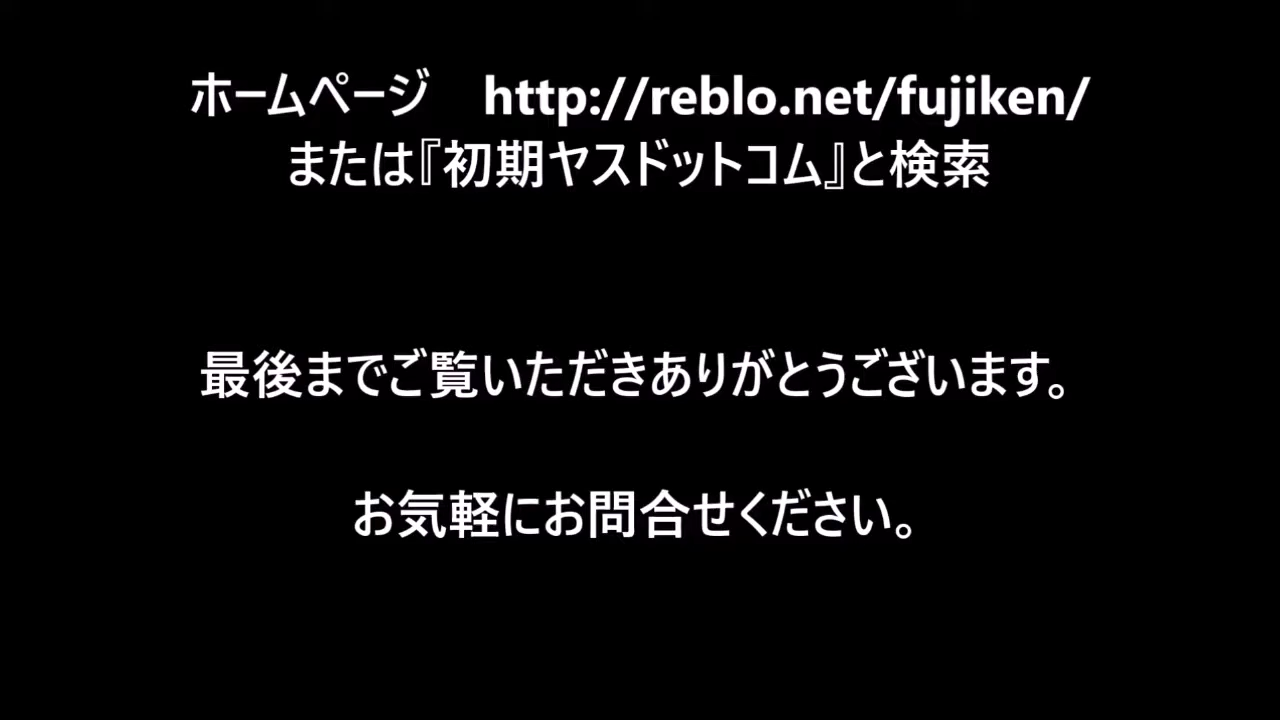 ホームページ　http://reblo.net/fujiken/
または『初期ヤスドットコム』と検索
最後までご覧いただきありがとうございます。
お気軽にお問合せください。